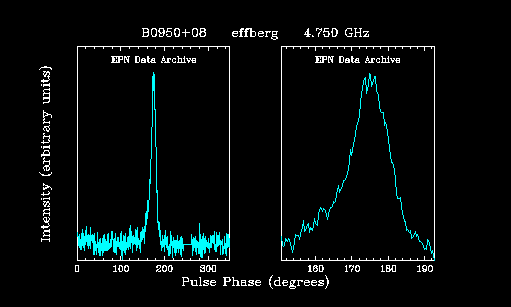 B0950+08 effberg 4.750 GHz
EPN Data Archive
EPN Data Archive
Intensity (arbitrary units)
0 100 200 300
160 170 180 190
Pulse Phase (degrees)